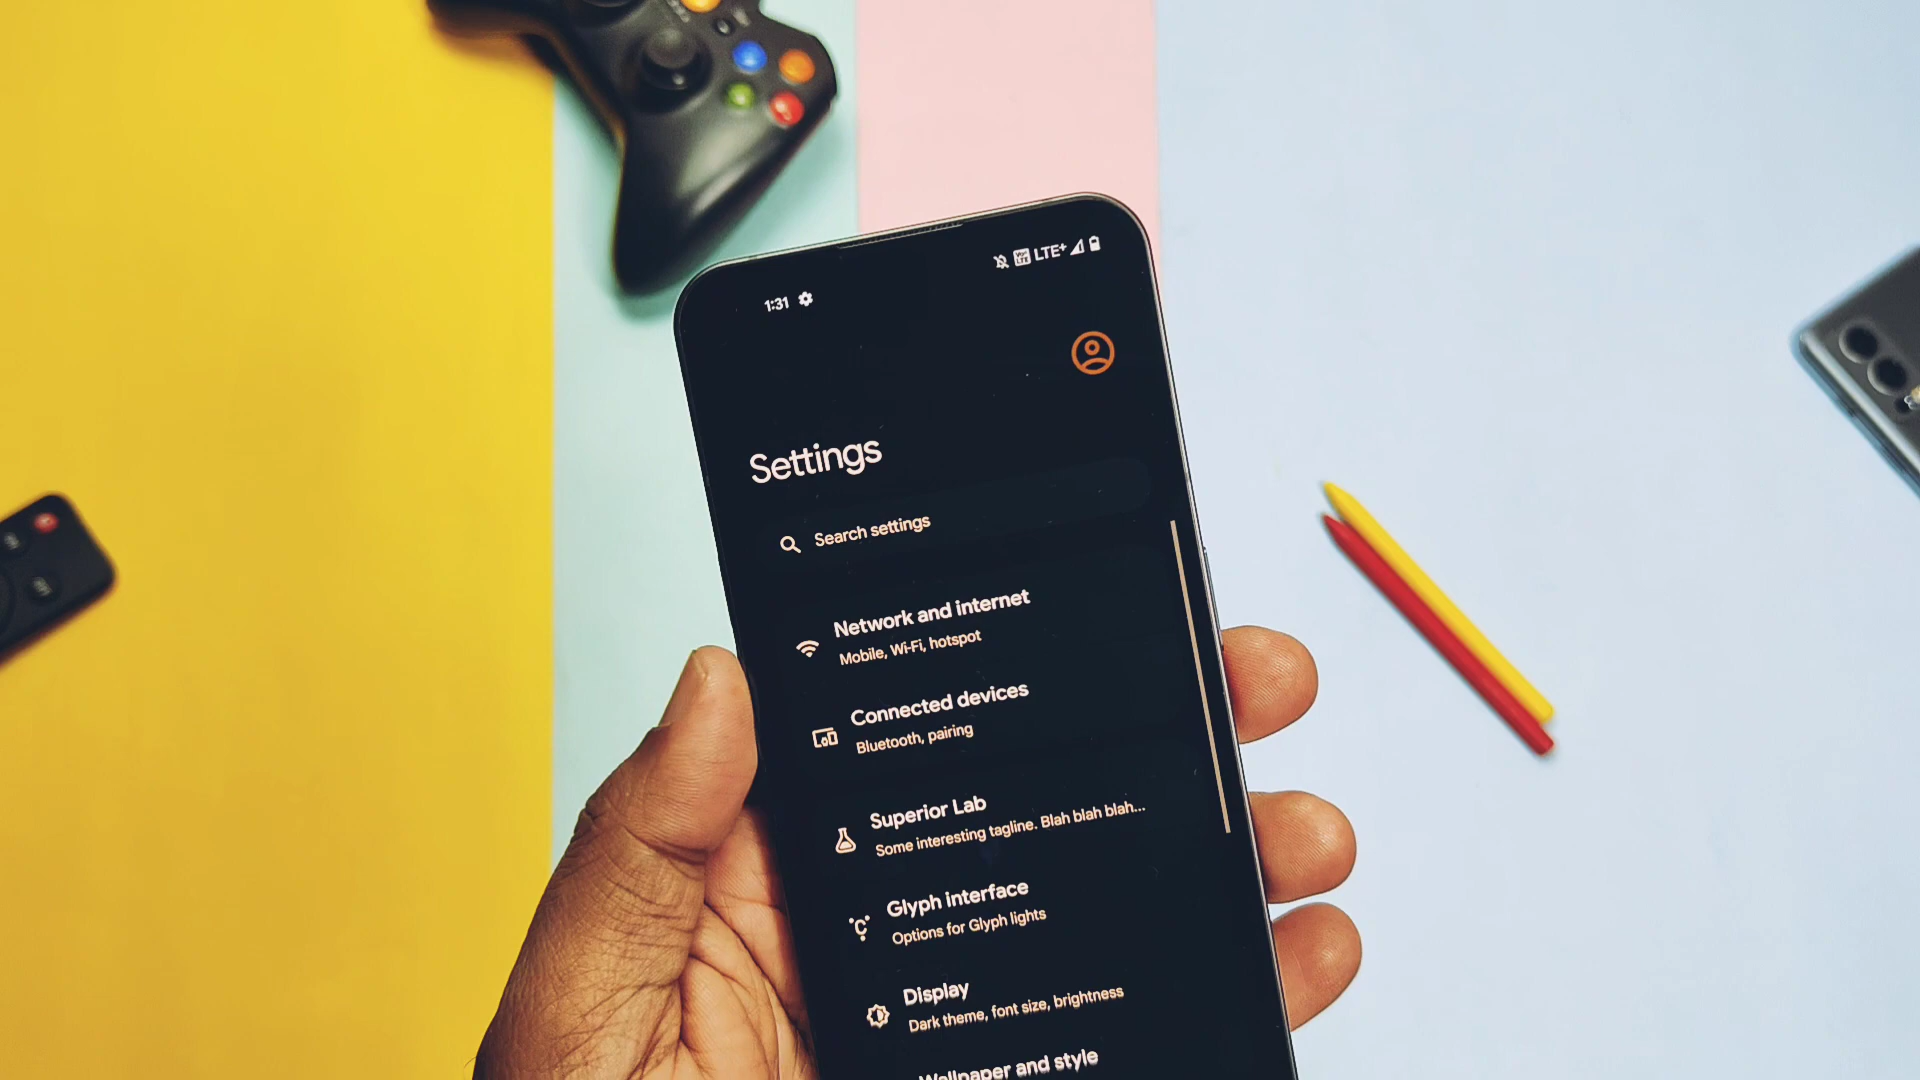 1:31
LTE+
Settings
Search settings
Network and internet
Mobile, Wi-Fi, hotspot
Connected devices
Bluetooth, pairing
Superior Lab
Some interesting tagline. Blah blah blah...
Glyph interface
Options for Glyph lights
Display
Dark theme, font size, brightness
Wallpaper and style